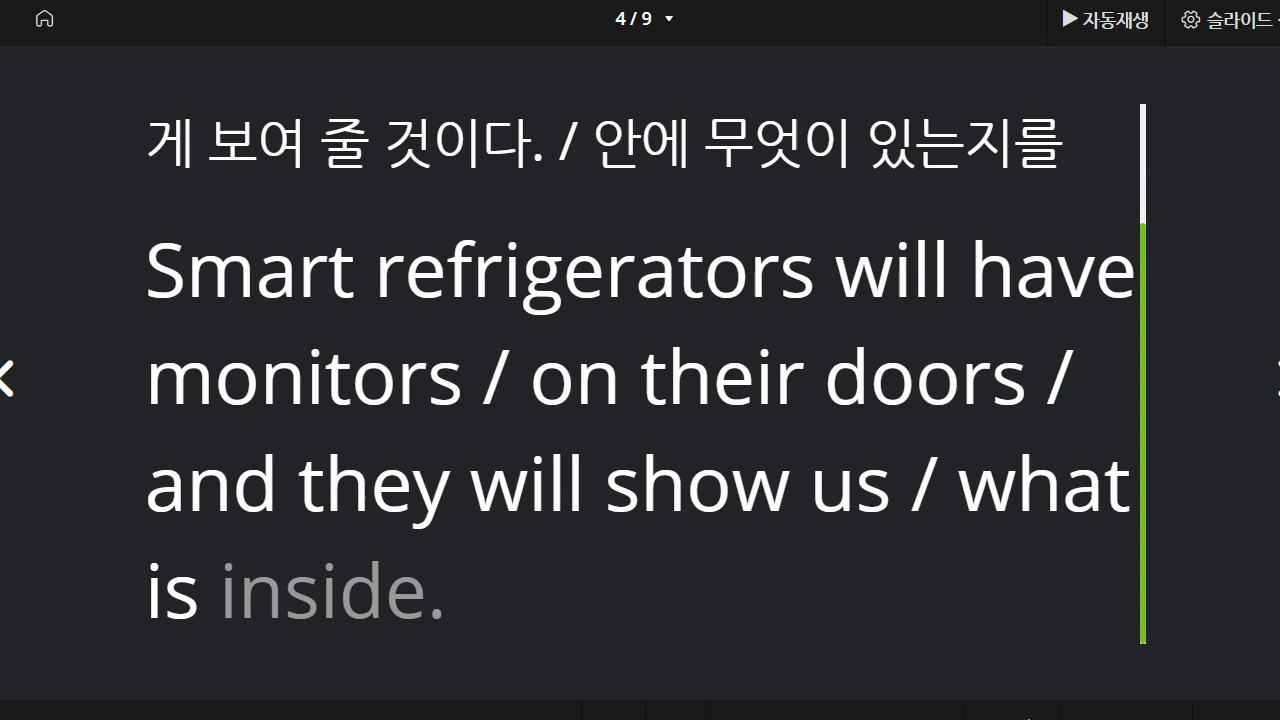 4 / 9
▶ 자동재생
슬라이드
게 보여 줄 것이다. / 안에 무엇이 있는지를
Smart refrigerators will have
monitors / on their doors /
and they will show us / what
is inside.